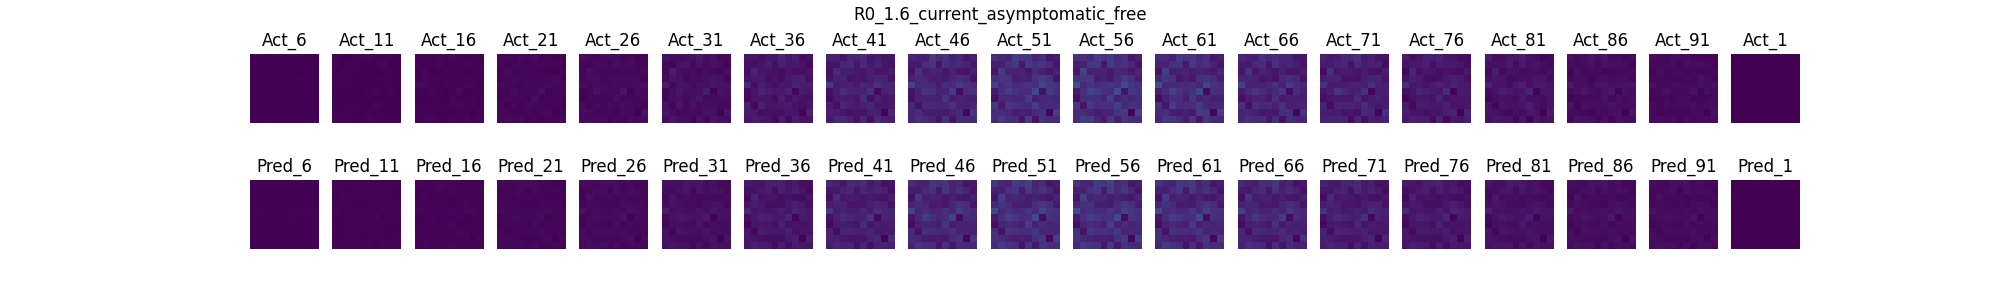 R0_1.6_current_asymptomatic_free
Act_6 Act_11 Act_16 Act_21 Act_26 Act_31 Act_36 Act_41 Act_46 Act_51 Act_56 Act_61 Act_66 Act_71 Act_76 Act_81 Act_86 Act_91 Act_1
Pred_6 Pred_11 Pred_16 Pred_21 Pred_26 Pred_31 Pred_36 Pred_41 Pred_46 Pred_51 Pred_56 Pred_61 Pred_66 Pred_71 Pred_76 Pred_81 Pred_86 Pred_91 Pred_1